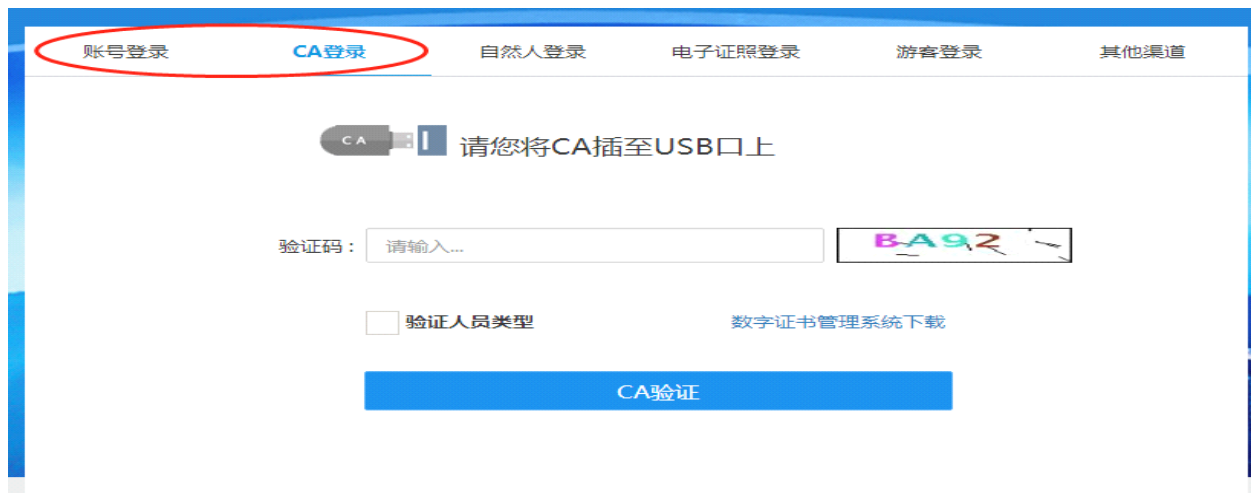 账号登录 CA登录 自然人登录 电子证照登录 游客登录 其他渠道
CA 请您将CA插至USB口上
验证码： 请输入... BA92
验证人员类型 数字证书管理系统下载
CA验证